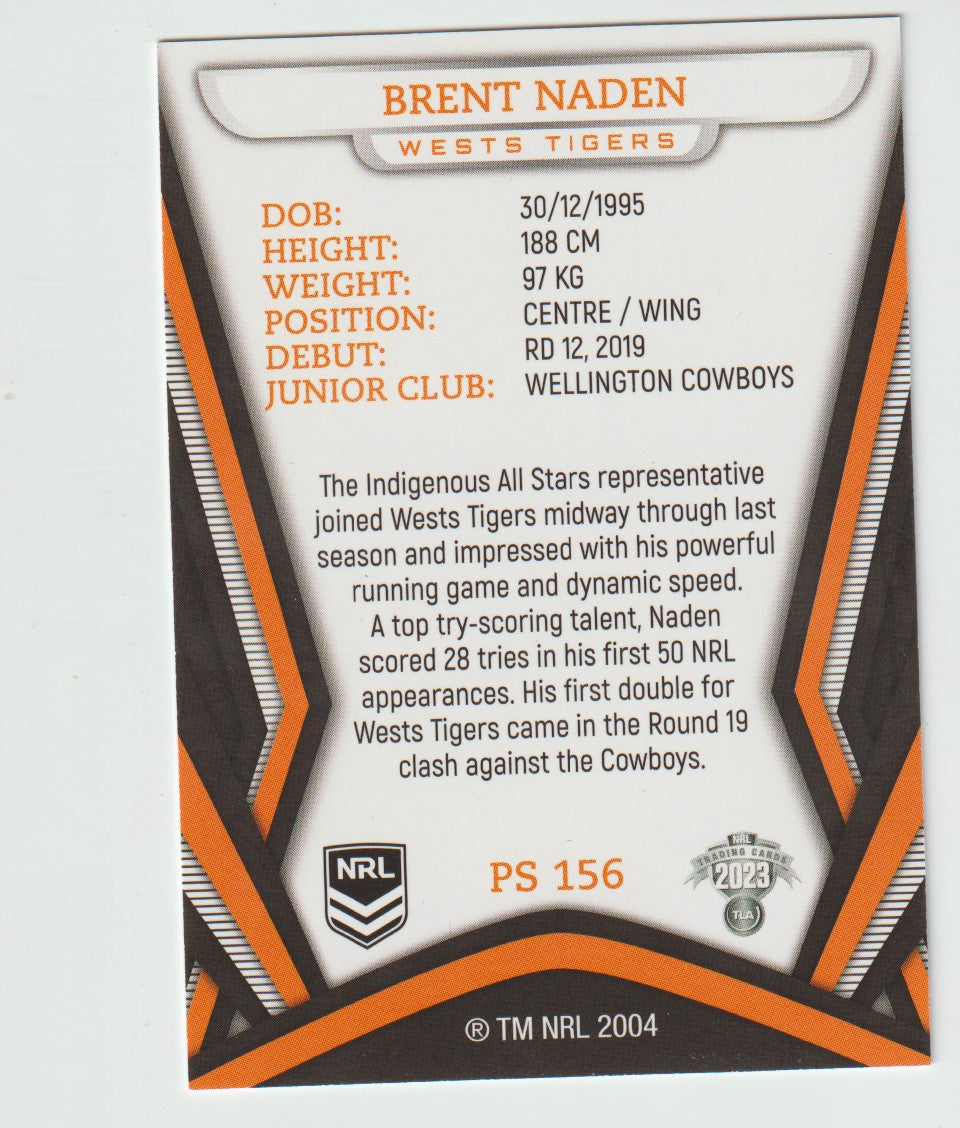 BRENT NADEN
WESTS TIGERS
DOB: 30/12/1995
HEIGHT: 188 CM
WEIGHT: 97 KG
POSITION: CENTRE / WING
DEBUT: RD 12, 2019
JUNIOR CLUB: WELLINGTON COWBOYS
The Indigenous All Stars representative
joined Wests Tigers midway through last
season and impressed with his powerful
running game and dynamic speed.
A top try-scoring talent, Naden
scored 28 tries in his first 50 NRL
appearances. His first double for
Wests Tigers came in the Round 19
clash against the Cowboys.
NRL
PS 156
NRL
TRADING CARDS
2023
TLA
® TM NRL 2004